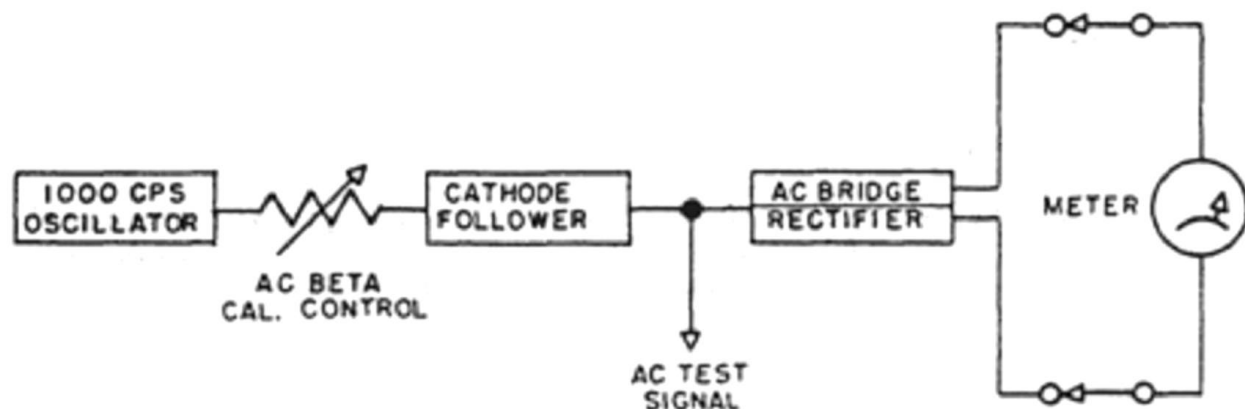 1000 CPS
OSCILLATOR
AC BETA
CAL. CONTROL
CATHODE
FOLLOWER
AC TEST
SIGNAL
AC BRIDGE
RECTIFIER
METER